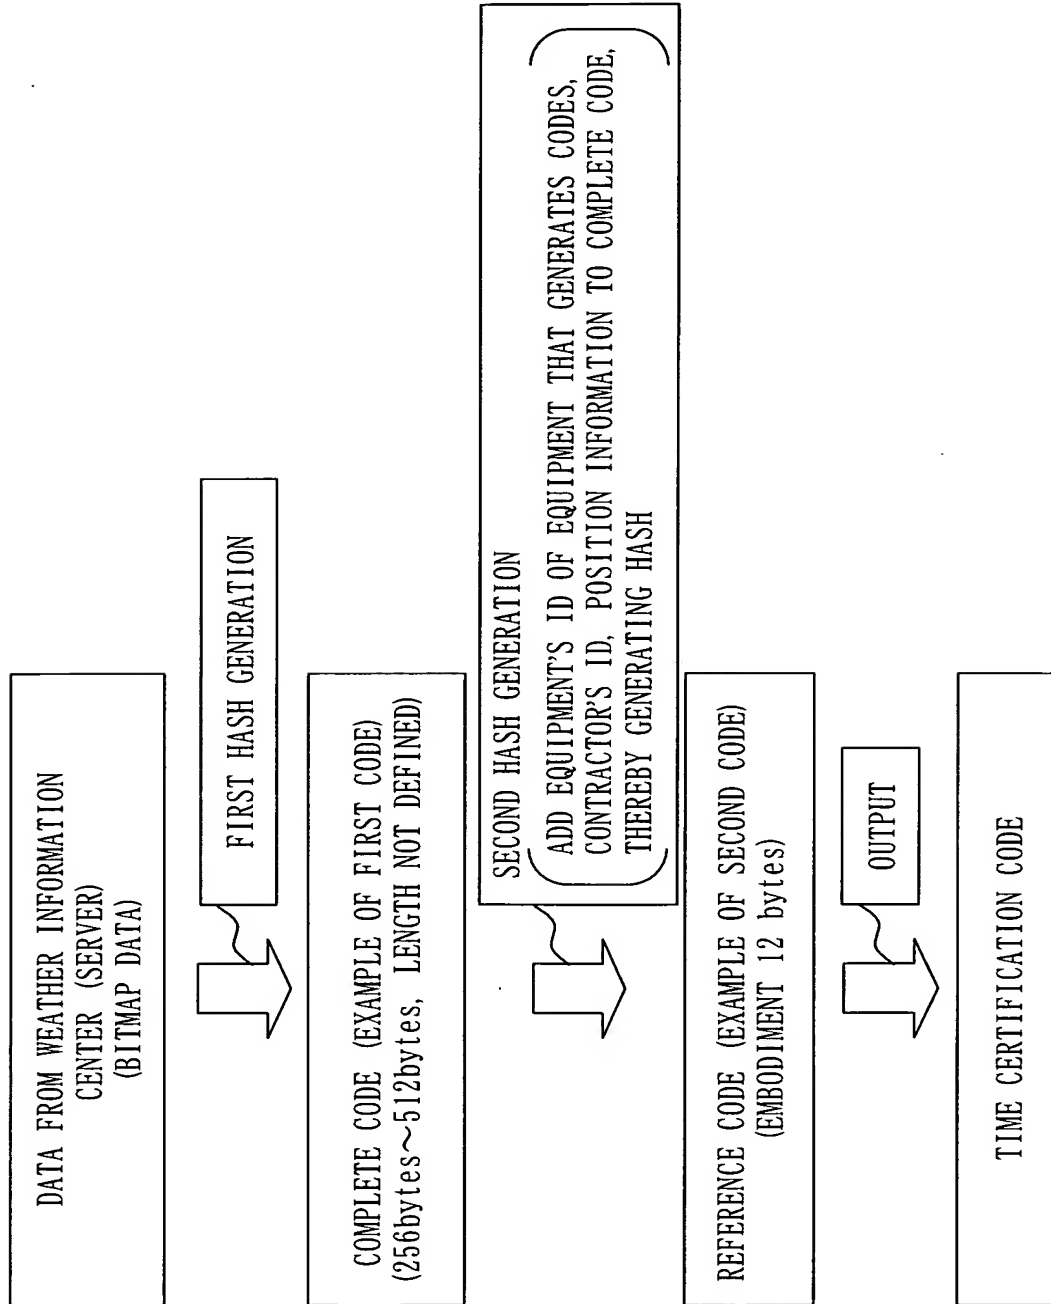 DATA FROM WEATHER INFORMATION
CENTER (SERVER)
(BITMAP DATA)
FIRST HASH GENERATION
COMPLETE CODE (EXAMPLE OF FIRST CODE)
(256bytes～512bytes, LENGTH NOT DEFINED)
SECOND HASH GENERATION
ADD EQUIPMENT'S ID OF EQUIPMENT THAT GENERATES CODES,
CONTRACTOR'S ID, POSITION INFORMATION TO COMPLETE CODE,
THEREBY GENERATING HASH
REFERENCE CODE (EXAMPLE OF SECOND CODE)
(EMBODIMENT 12 bytes)
OUTPUT
TIME CERTIFICATION CODE